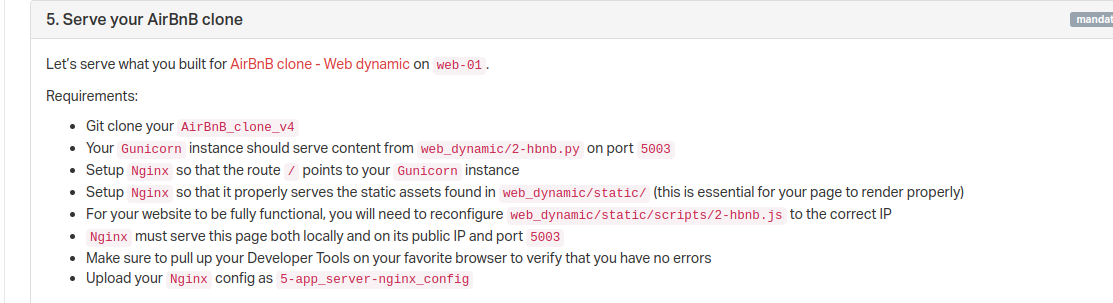 5. Serve your AirBnB clone
mandat
Let's serve what you built for AirBnB clone - Web dynamic on web-01.
Requirements:
Git clone your AirBnB_clone_v4
Your Gunicorn instance should serve content from web_dynamic/2-hbnb.py on port 5003
Setup Nginx so that the route / points to your Gunicorn instance
Setup Nginx so that it properly serves the static assets found in web_dynamic/static/ (this is essential for your page to render properly)
For your website to be fully functional, you will need to reconfigure web_dynamic/static/scripts/2-hbnb.js to the correct IP
Nginx must serve this page both locally and on its public IP and port 5003
Make sure to pull up your Developer Tools on your favorite browser to verify that you have no errors
Upload your Nginx config as 5-app_server-nginx_config